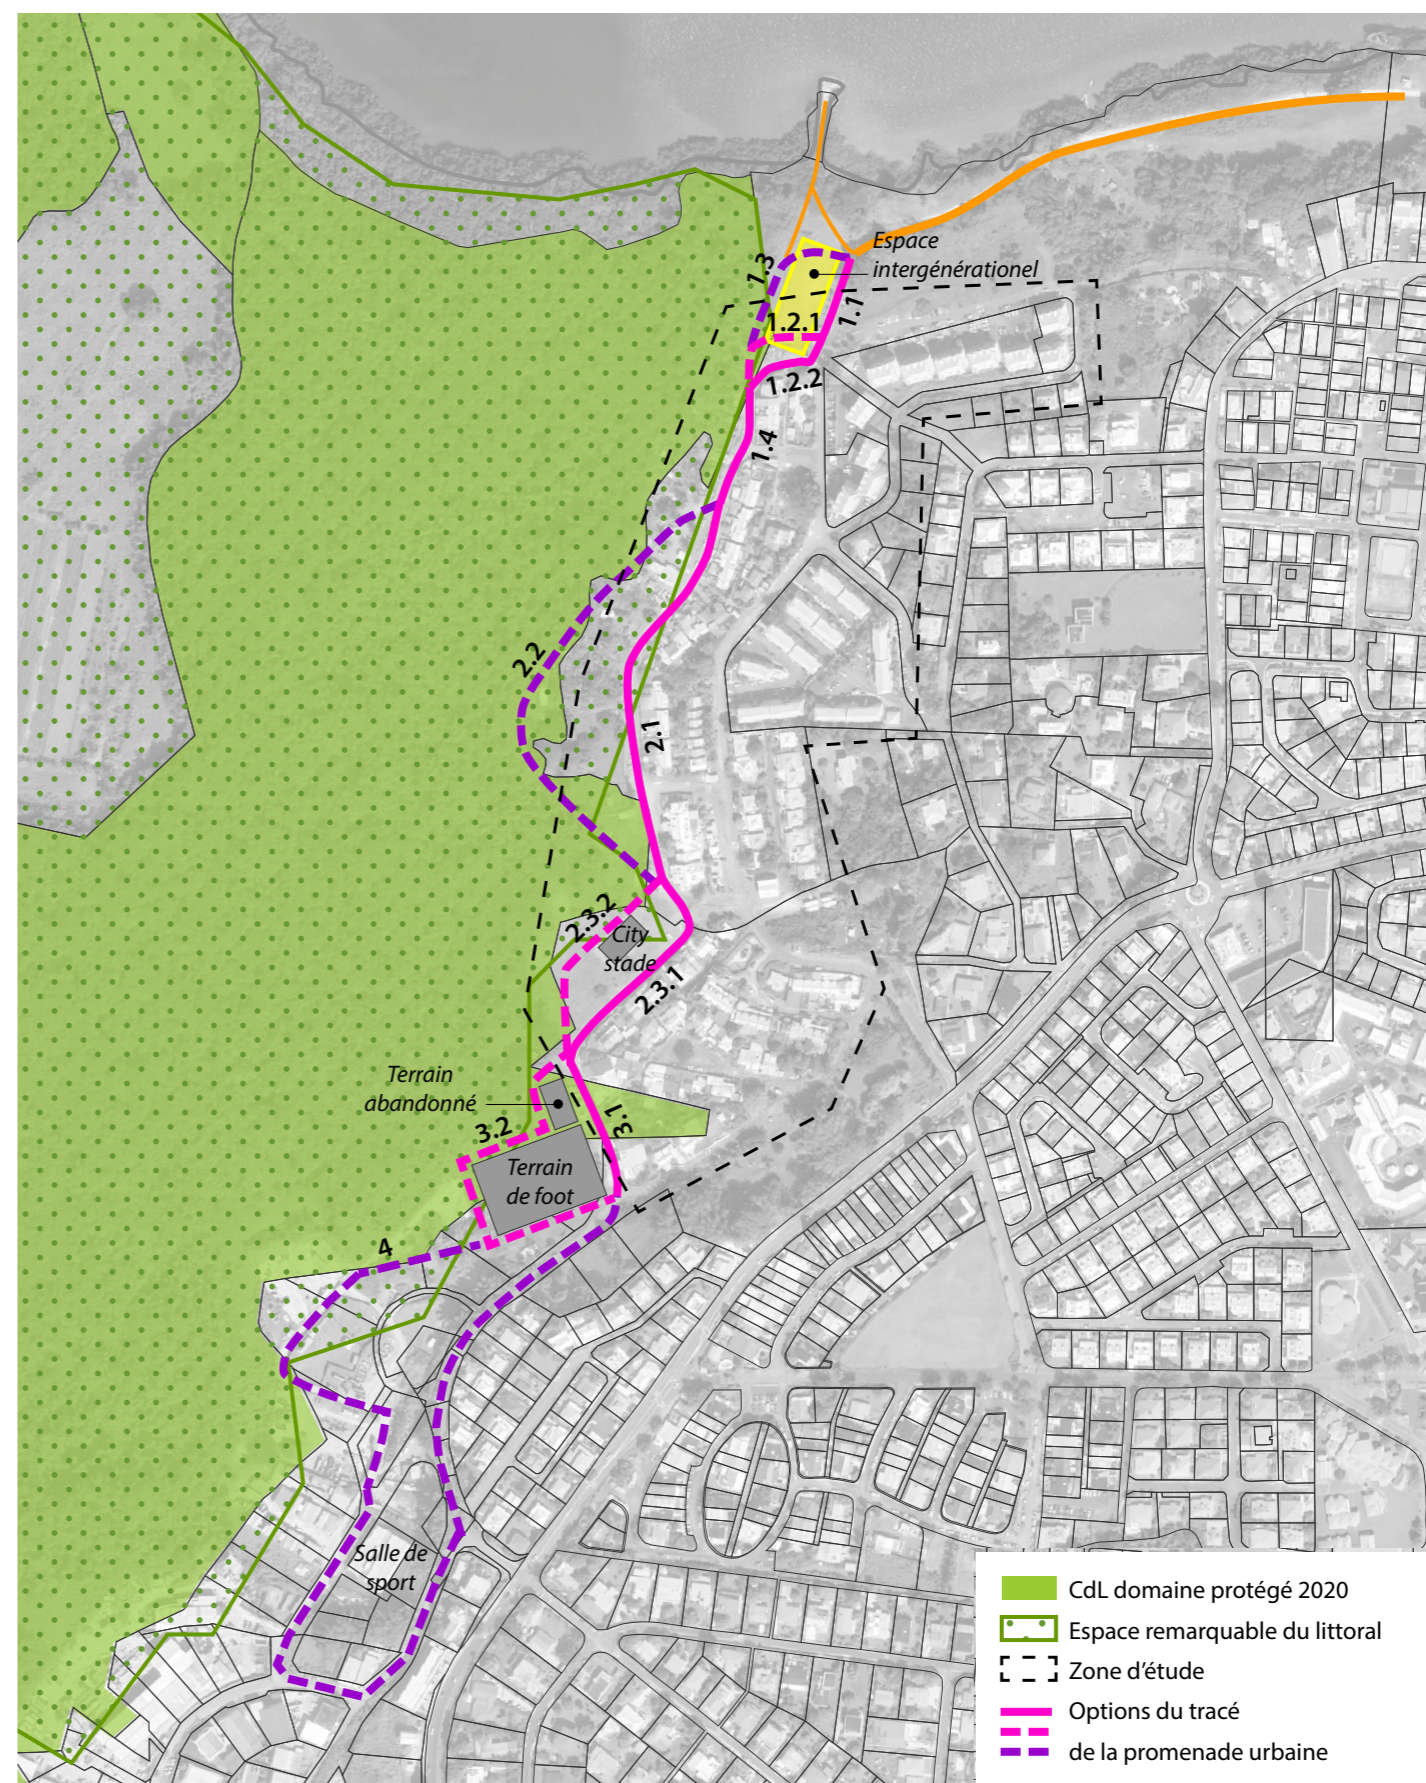 Espace
intergénérationel
1.3
1.1
1.2.1
1.2.2
1.4
2.2
2.1
2.3.2
City
stade
2.3.1
Terrain
abandonné
3.1
3.2
Terrain
de foot
4
Salle de
sport
CdL domaine protégé 2020
Espace remarquable du littoral
Zone d'étude
Options du tracé
de la promenade urbaine